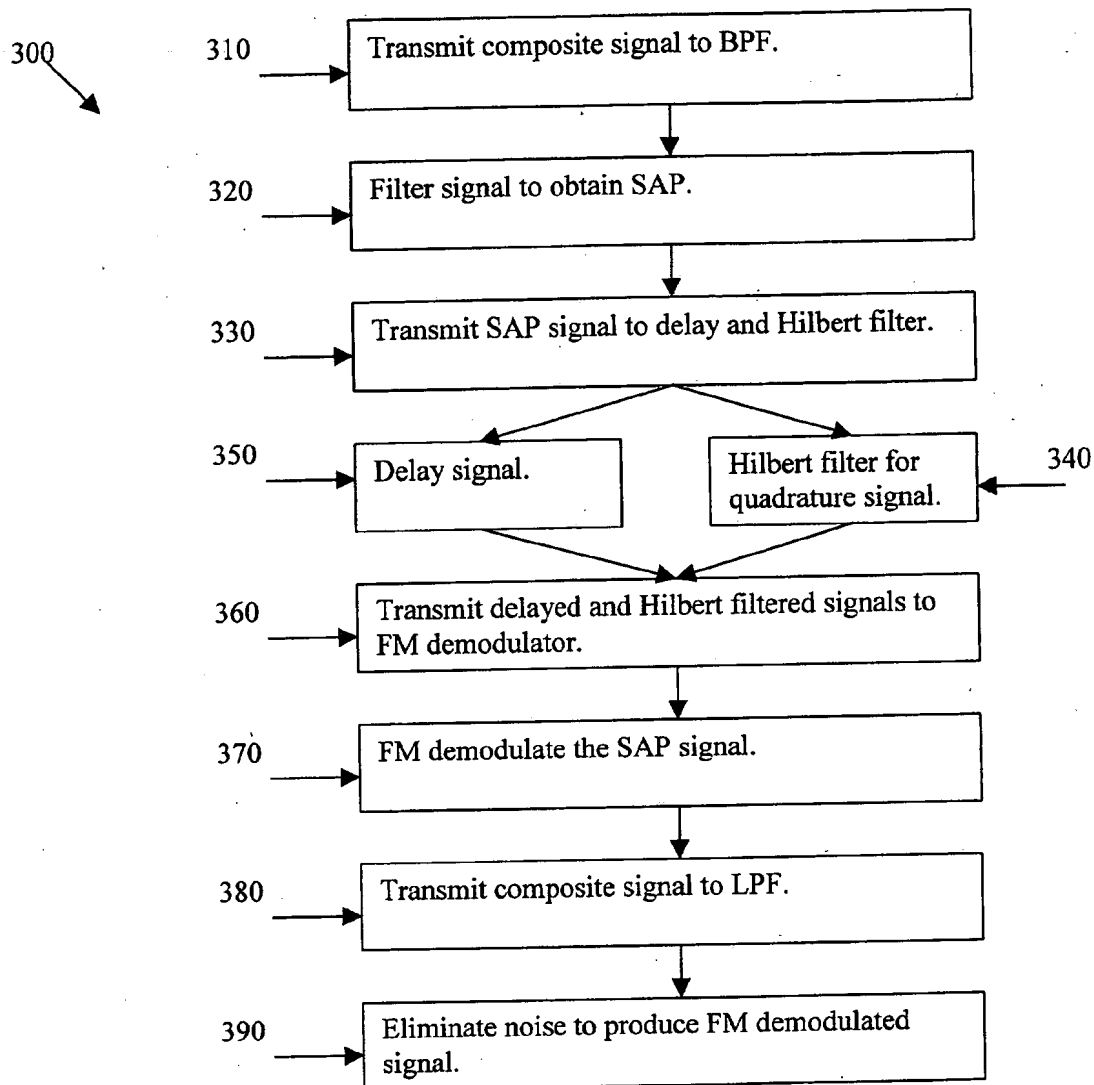 300
310
Transmit composite signal to BPF.
320
Filter signal to obtain SAP.
330
Transmit SAP signal to delay and Hilbert filter.
350
Delay signal.
Hilbert filter for
quadrature signal.
340
360
Transmit delayed and Hilbert filtered signals to
FM demodulator.
370
FM demodulate the SAP signal.
380
Transmit composite signal to LPF.
390
Eliminate noise to produce FM demodulated
signal.